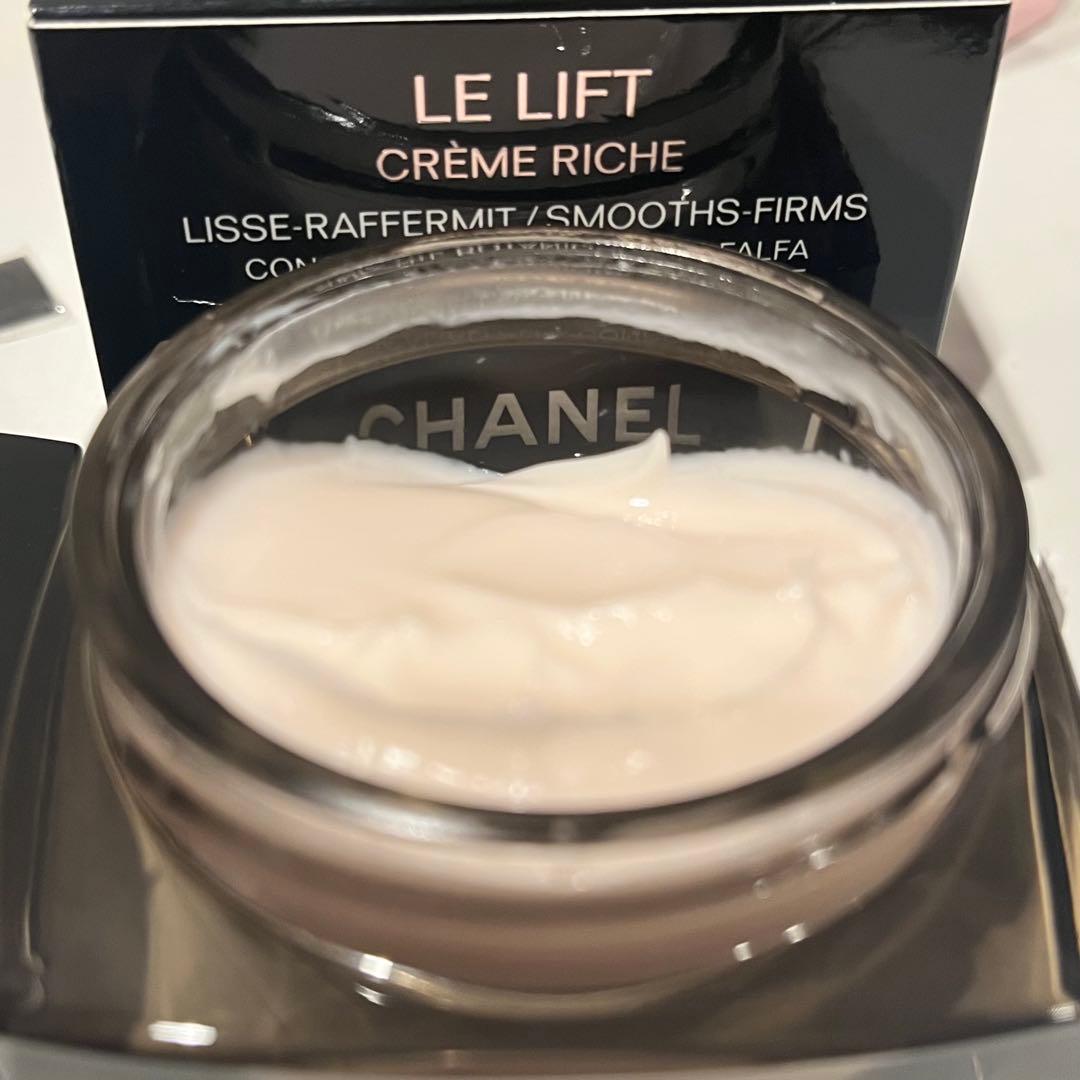 LE LIFT
CRÈME RICHE
LISSE-RAFFERMIT / SMOOTHS-FIRMS
CHANEL